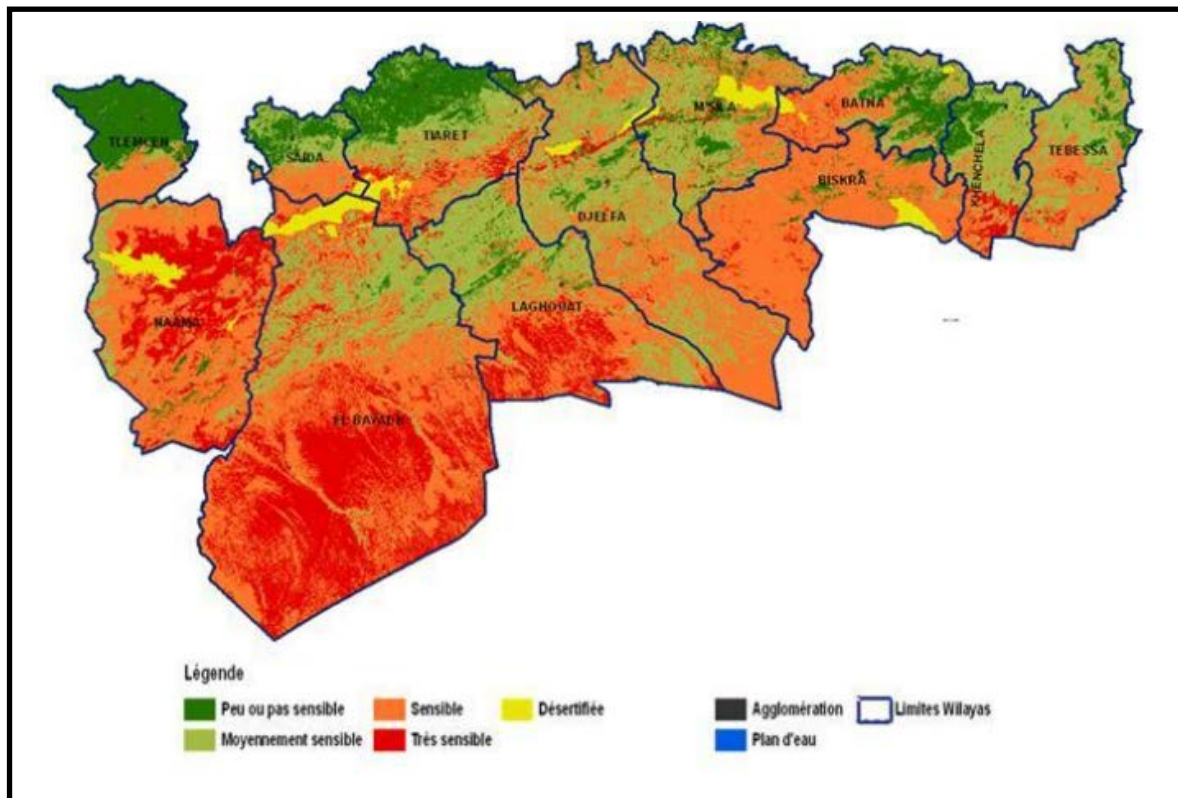 TLEMCEN
SAIDA
TIARET
M'SILA
BATNA
KHENCHELA
TEBESSA
BISKRA
DJELFA
NAAMA
LAGHOUAT
EL BAYADH
Légende
Peu ou pas sensible
Sensible
Désertifiée
Agglomération
Limites Wilayas
Moyennement sensible
Trés sensible
Plan d'eau